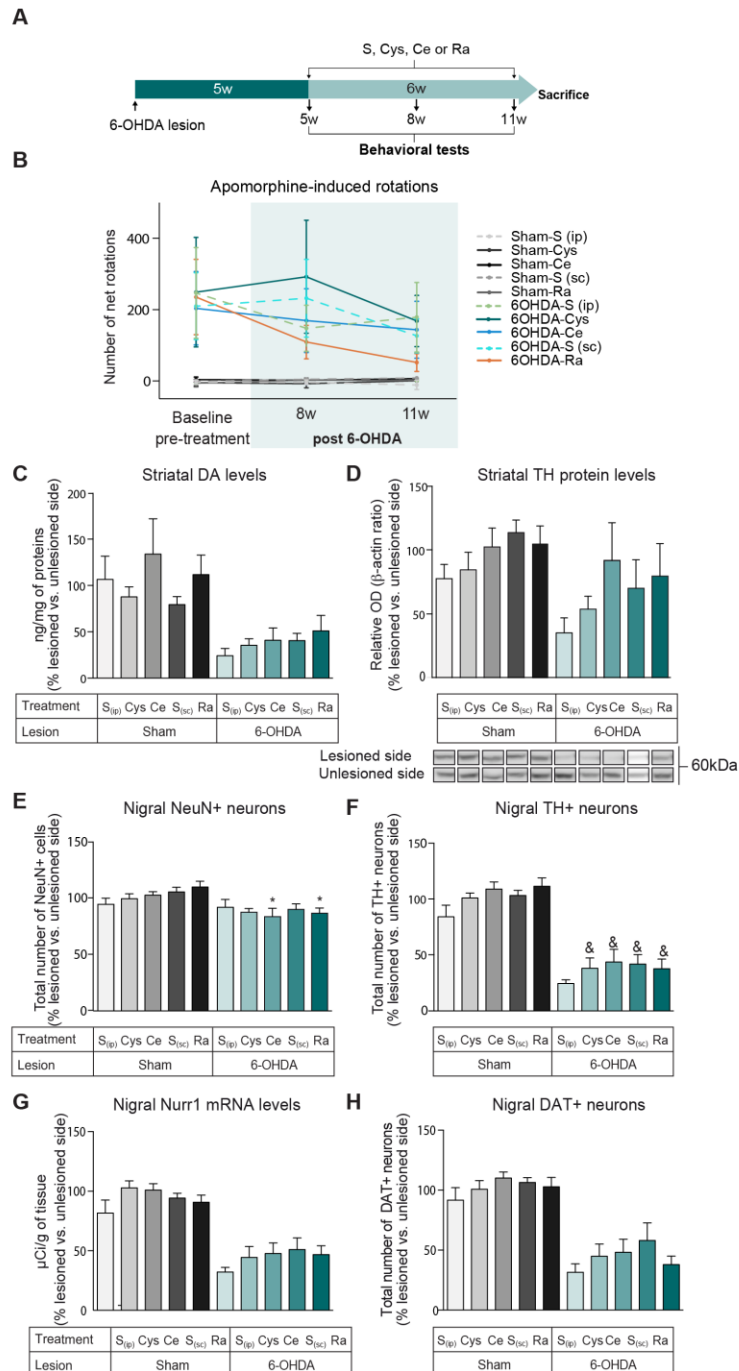 A
S, Cys, Ce or Ra
5w
6w
Sacrifice
6-OHDA lesion
5w
8w
11w
Behavioral tests
B
Apomorphine-induced rotations
Number of net rotations
400
200
0
Baseline
pre-treatment
8w
11w
post 6-OHDA
Sham-S (ip)
Sham-Cys
Sham-Ce
Sham-S (sc)
Sham-Ra
6OHDA-S (ip)
6OHDA-Cys
6OHDA-Ce
6OHDA-S (sc)
6OHDA-Ra
C
Striatal DA levels
ng/mg of proteins
(% lesioned vs. unlesioned side)
200
150
100
50
0
Treatment S(ip) Cys Ce S(sc) Ra S(ip) Cys Ce S(sc) Ra
Lesion Sham 6-OHDA
D
Striatal TH protein levels
Relative OD (β-actin ratio)
(% lesioned vs. unlesioned side)
150
100
50
0
Treatment S(ip) Cys Ce S(sc) Ra S(ip) Cys Ce S(sc) Ra
Lesion Sham 6-OHDA
Lesioned side
Unlesioned side
60kDa
E
Nigral NeuN+ neurons
Total number of NeuN+ cells
(% lesioned vs. unlesioned side)
150
100
50
0
* *
Treatment S(ip) Cys Ce S(sc) Ra S(ip) Cys Ce S(sc) Ra
Lesion Sham 6-OHDA
F
Nigral TH+ neurons
Total number of TH+ neurons
(% lesioned vs. unlesioned side)
150
100
50
0
& & & &
Treatment S(ip) Cys Ce S(sc) Ra S(ip) Cys Ce S(sc) Ra
Lesion Sham 6-OHDA
G
Nigral Nurr1 mRNA levels
µCi/g of tissue
(% lesioned vs. unlesioned side)
150
100
50
0
Treatment S(ip) Cys Ce S(sc) Ra S(ip) Cys Ce S(sc) Ra
Lesion Sham 6-OHDA
H
Nigral DAT+ neurons
Total number of DAT+ neurons
(% lesioned vs. unlesioned side)
150
100
50
0
Treatment S(ip) Cys Ce S(sc) Ra S(ip) Cys Ce S(sc) Ra
Lesion Sham 6-OHDA